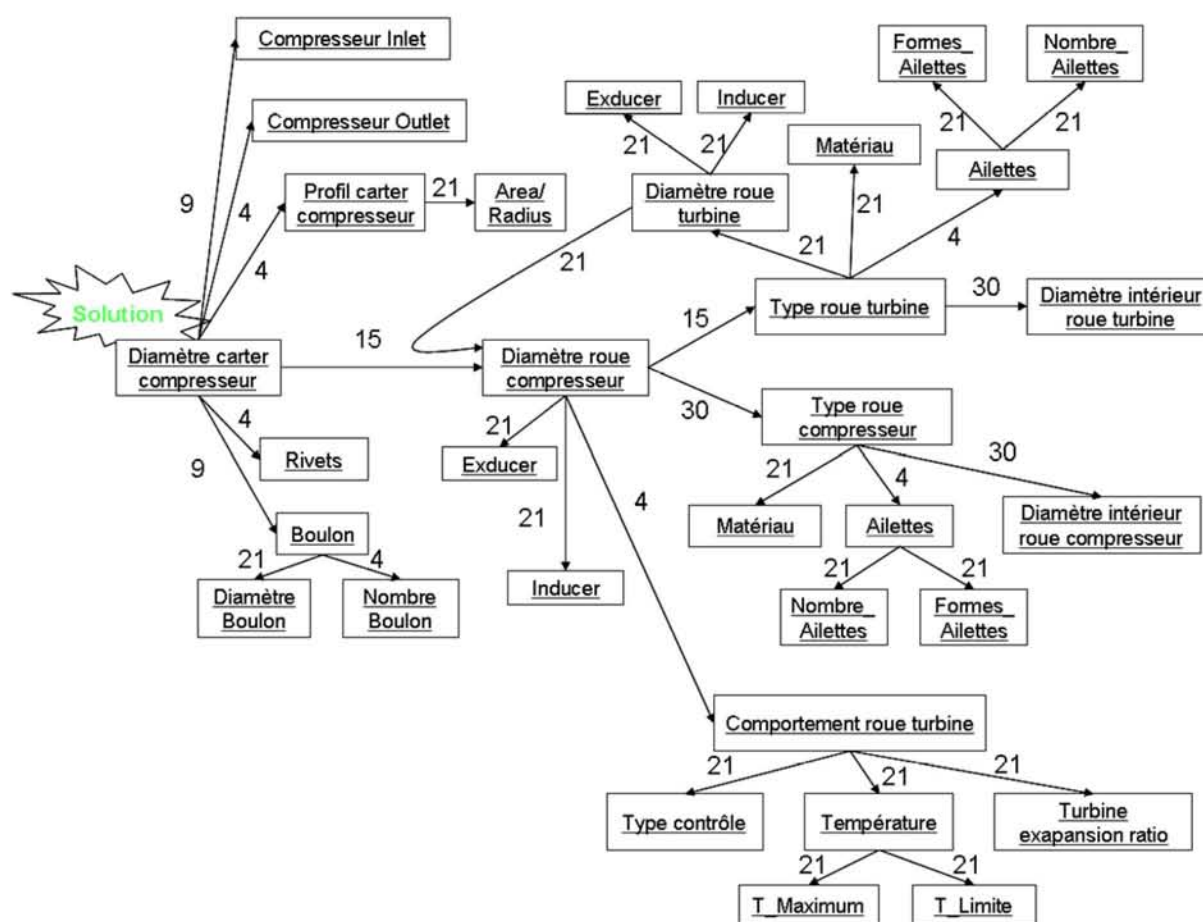 Compresseur Inlet
Compresseur Outlet
Profil carter
compresseur
21
Area/
Radius
9
4
4
Solution
Diamètre carter
compresseur
15
4
9
Rivets
Boulon
21
4
Diamètre
Boulon
Nombre
Boulon
Formes_
Ailettes
Nombre_
Ailettes
21
21
Ailettes
Exducer
Inducer
21
21
Matériau
Diamètre roue
turbine
21
21
21
4
Type roue turbine
30
Diamètre intérieur
roue turbine
15
Diamètre roue
compresseur
30
Type roue
compresseur
21
Exducer
21
Inducer
4
21
4
30
Matériau
Ailettes
Diamètre intérieur
roue compresseur
21
21
Nombre_
Ailettes
Formes_
Ailettes
Comportement roue turbine
21
21
21
Type contrôle
Température
Turbine
exapansion ratio
21
21
T_Maximum
T_Limite